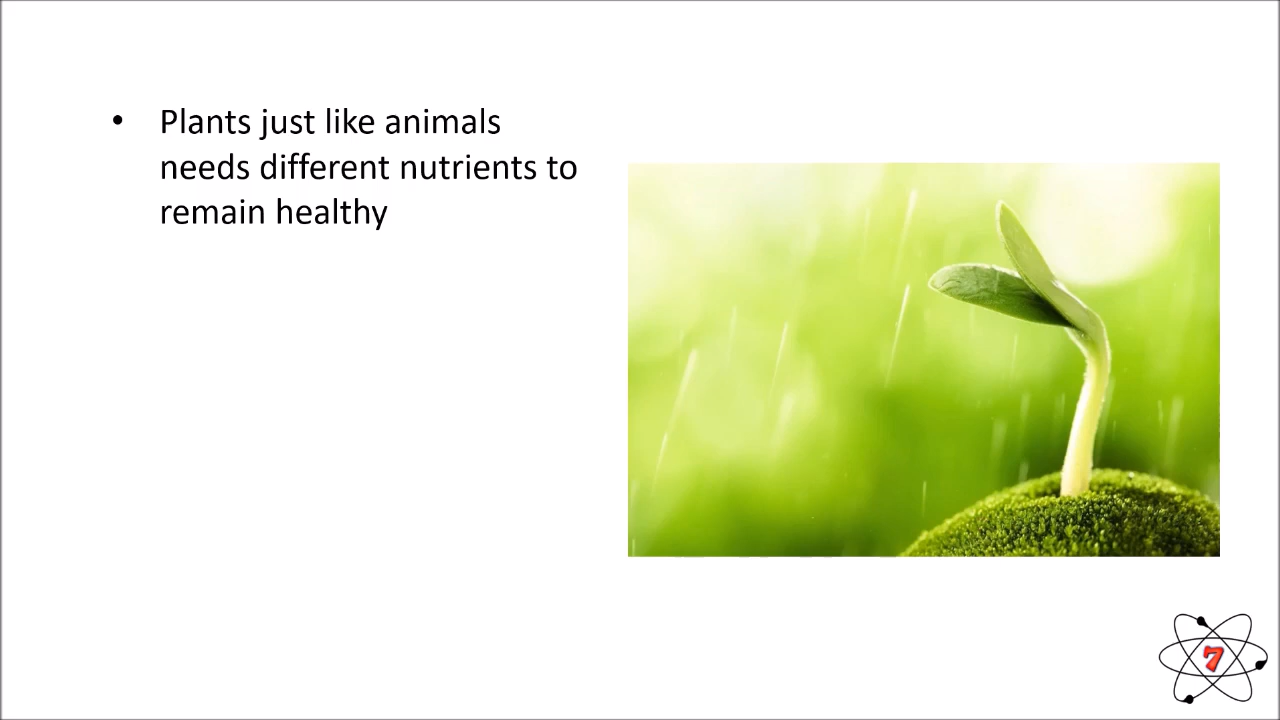 • Plants just like animals
needs different nutrients to
remain healthy
7